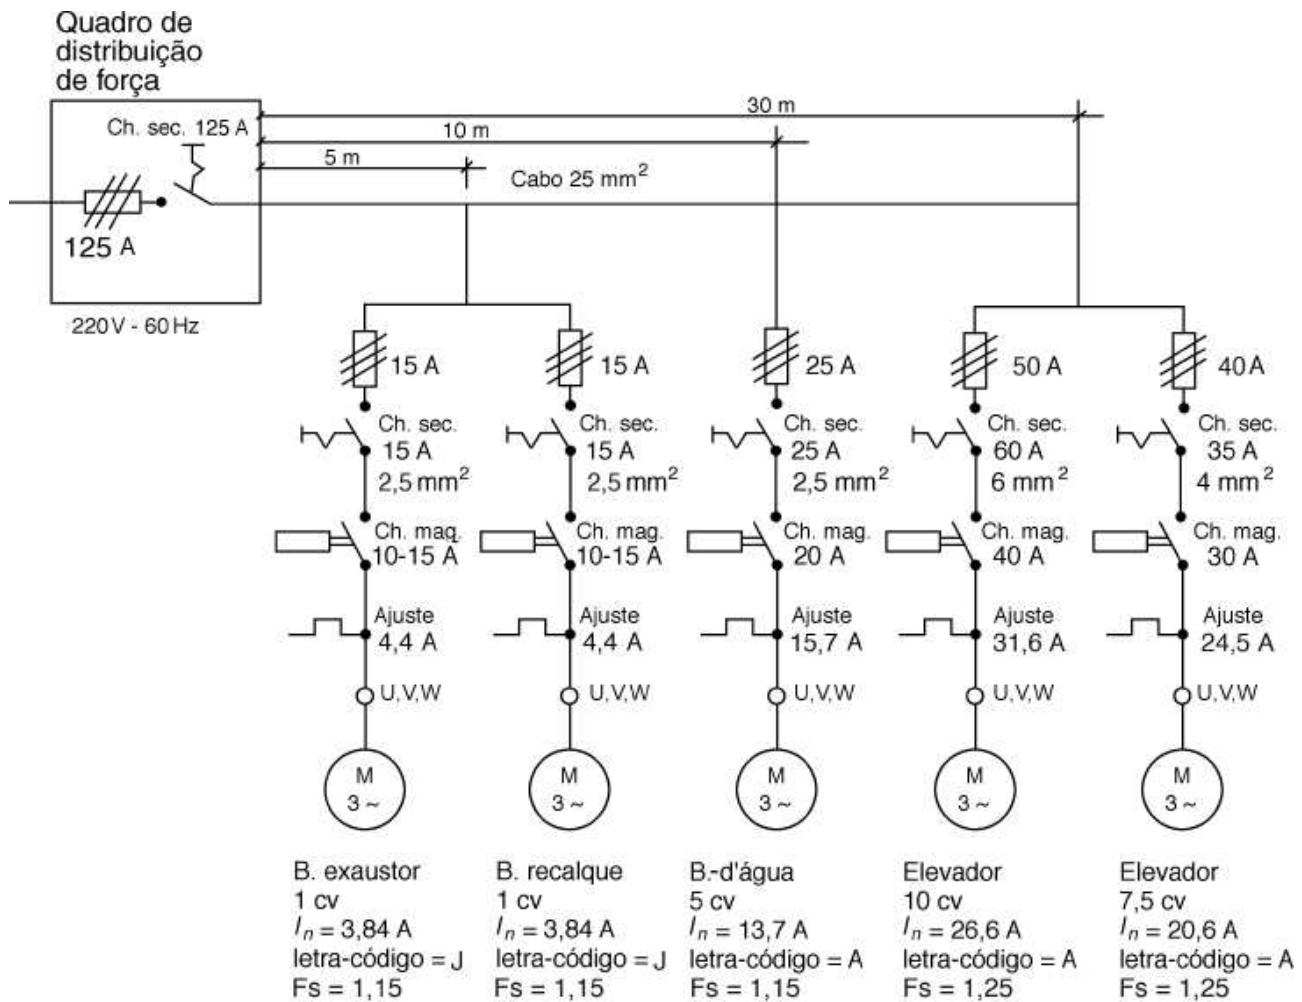 Quadro de
distribuição
de força
Ch. sec. 125 A
125 A
220 V - 60 Hz
30 m
10 m
5 m
Cabo 25 mm²
15 A
Ch. sec.
15 A
2,5 mm²
Ch. mag.
10-15 A
Ajuste
4,4 A
U,V,W
M
3 ~
B. exaustor
1 cv
Iₙ = 3,84 A
letra-código = J
Fs = 1,15
15 A
Ch. sec.
15 A
2,5 mm²
Ch. mag.
10-15 A
Ajuste
4,4 A
U,V,W
M
3 ~
B. recalque
1 cv
Iₙ = 3,84 A
letra-código = J
Fs = 1,15
25 A
Ch. sec.
25 A
2,5 mm²
Ch. mag.
20 A
Ajuste
15,7 A
U,V,W
M
3 ~
B.-d'água
5 cv
Iₙ = 13,7 A
letra-código = A
Fs = 1,15
50 A
Ch. sec.
60 A
6 mm²
Ch. mag.
40 A
Ajuste
31,6 A
U,V,W
M
3 ~
Elevador
10 cv
Iₙ = 26,6 A
letra-código = A
Fs = 1,25
40 A
Ch. sec.
35 A
4 mm²
Ch. mag.
30 A
Ajuste
24,5 A
U,V,W
M
3 ~
Elevador
7,5 cv
Iₙ = 20,6 A
letra-código = A
Fs = 1,25